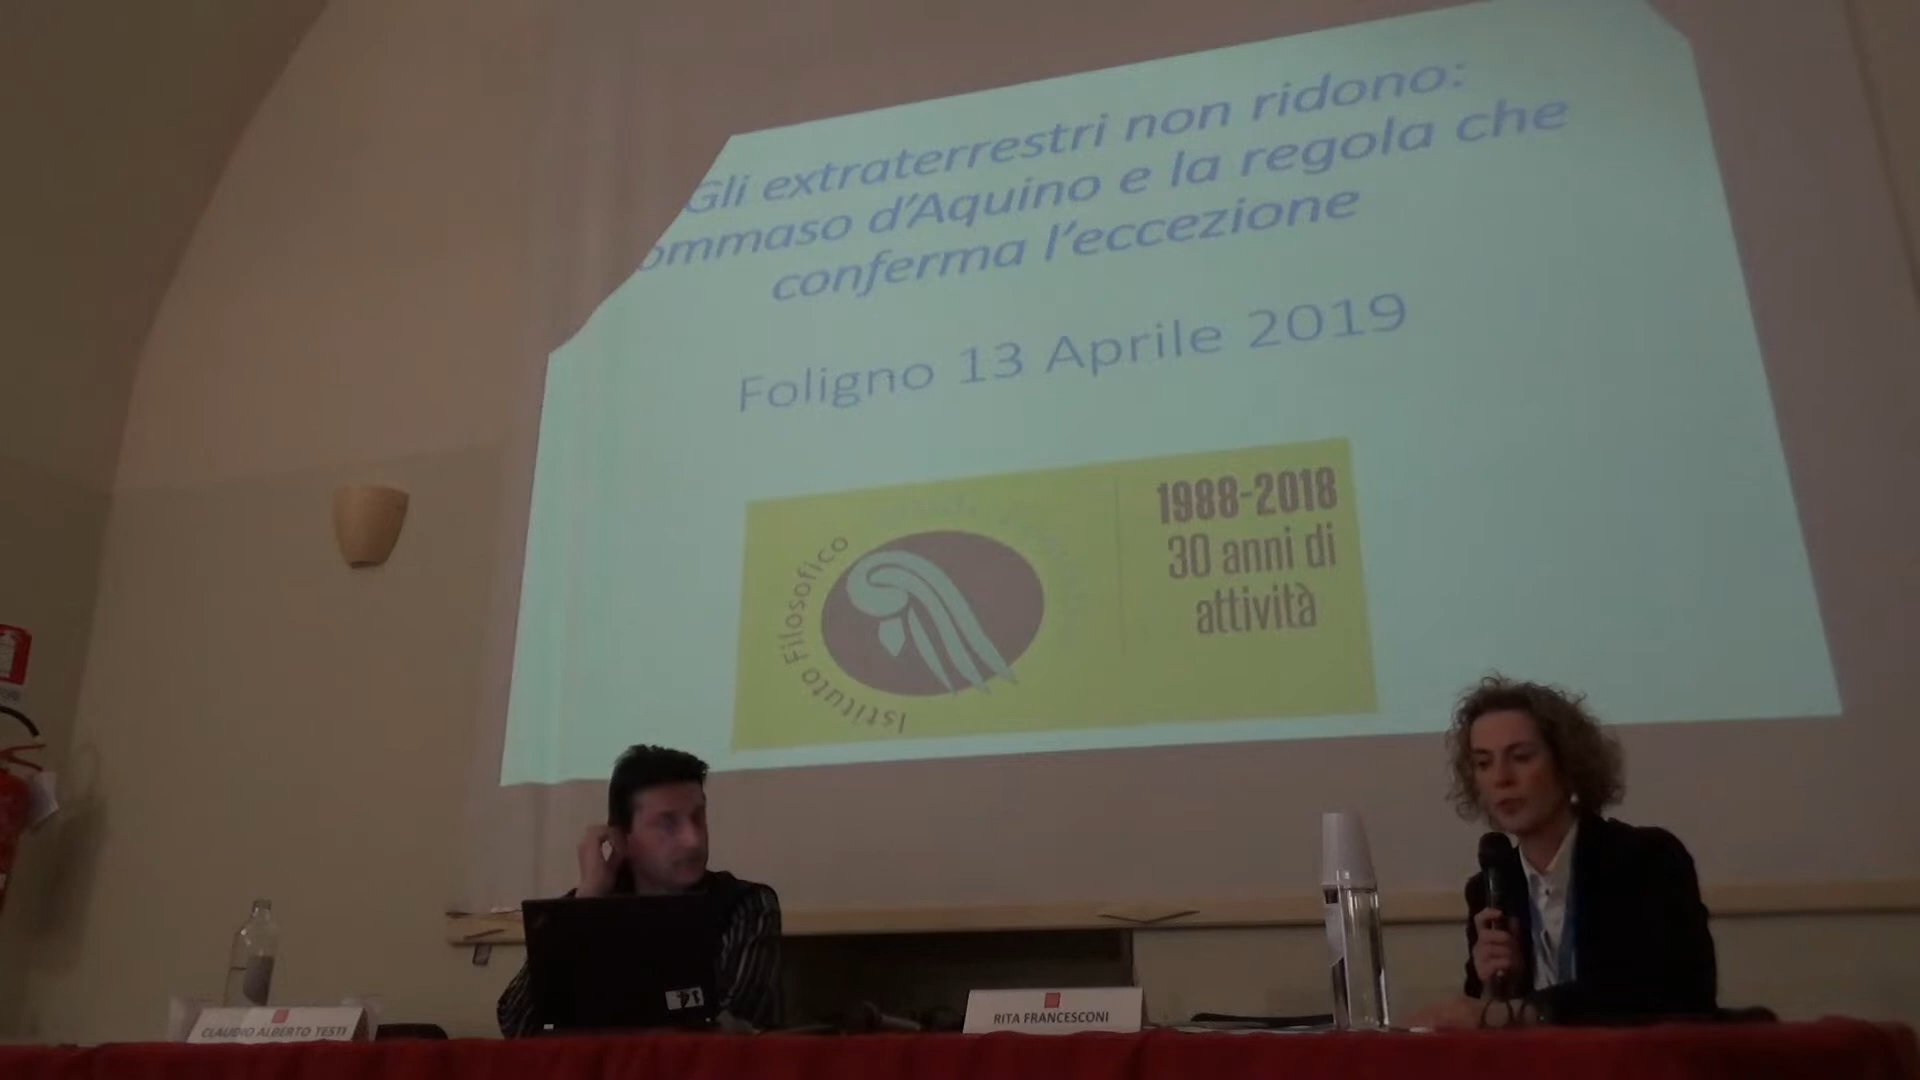 Gli extraterrestri non ridono:
ommaso d'Aquino e la regola che
conferma l'eccezione
Foligno 13 Aprile 2019
Istituto Filosofico
1988-2018
30 anni di
attività
CLAUDIO ALBERTO TESTI
RITA FRANCESCONI